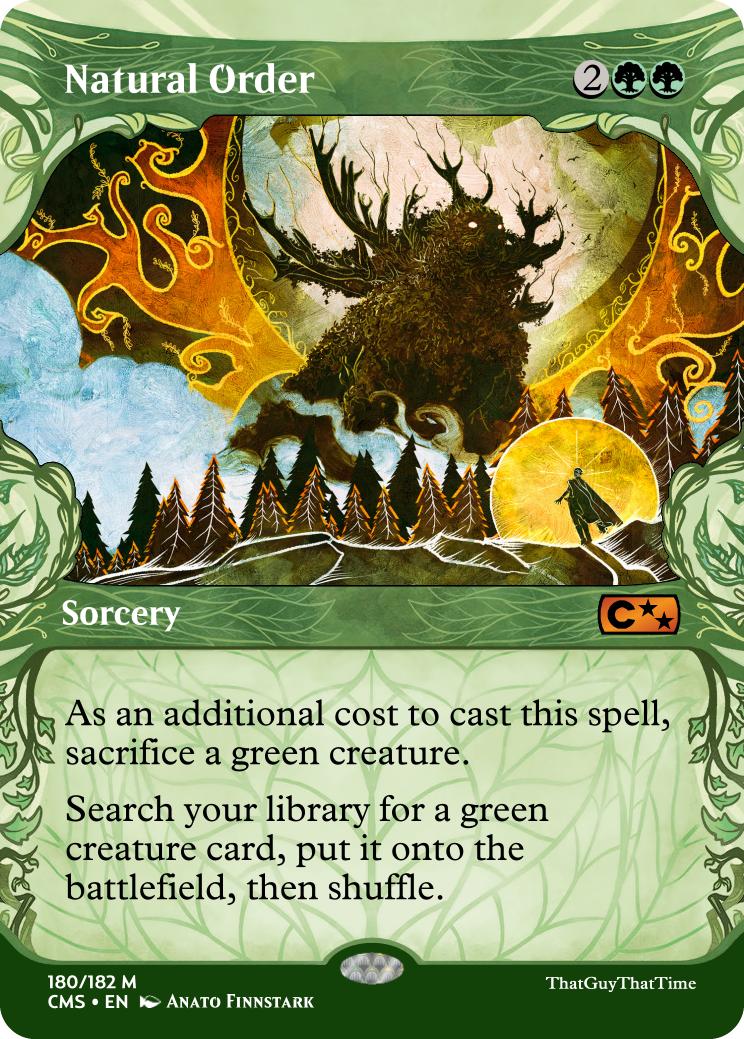 Natural Order 2
Sorcery C
As an additional cost to cast this spell,
sacrifice a green creature.
Search your library for a green
creature card, put it onto the
battlefield, then shuffle.
180/182 M
CMS • EN Anato Finnstark
ThatGuyThatTime